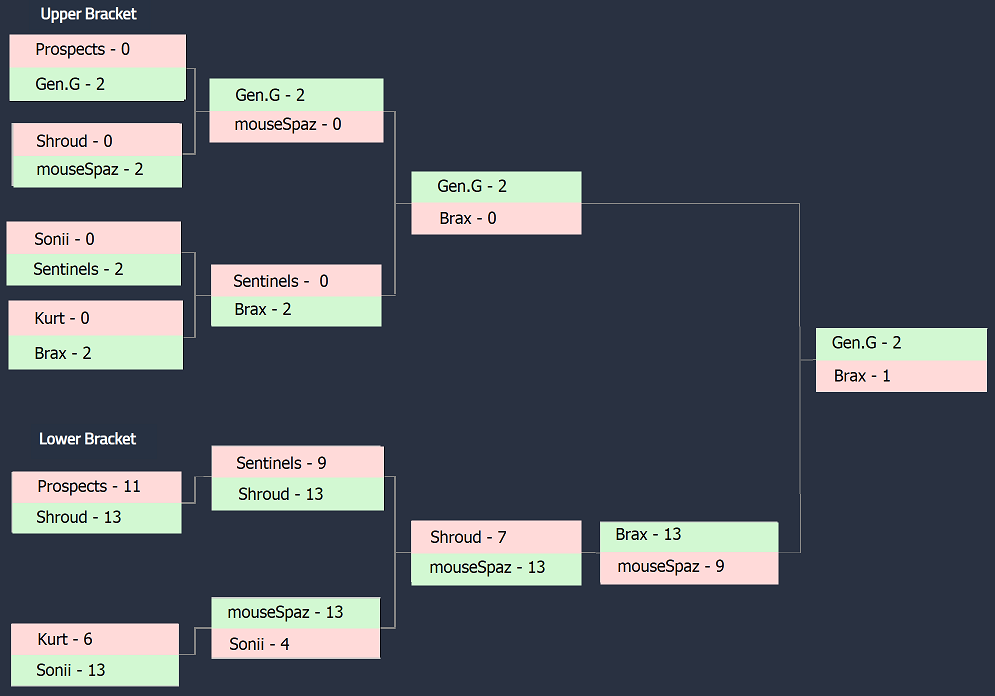 Upper Bracket
Prospects - 0
Gen.G - 2
Shroud - 0
mouseSpaz - 2
Sonii - 0
Sentinels - 2
Kurt - 0
Brax - 2
Gen.G - 2
mouseSpaz - 0
Sentinels - 0
Brax - 2
Gen.G - 2
Brax - 0
Gen.G - 2
Brax - 1
Lower Bracket
Prospects - 11
Shroud - 13
Kurt - 6
Sonii - 13
Sentinels - 9
Shroud - 13
mouseSpaz - 13
Sonii - 4
Shroud - 7
mouseSpaz - 13
Brax - 13
mouseSpaz - 9